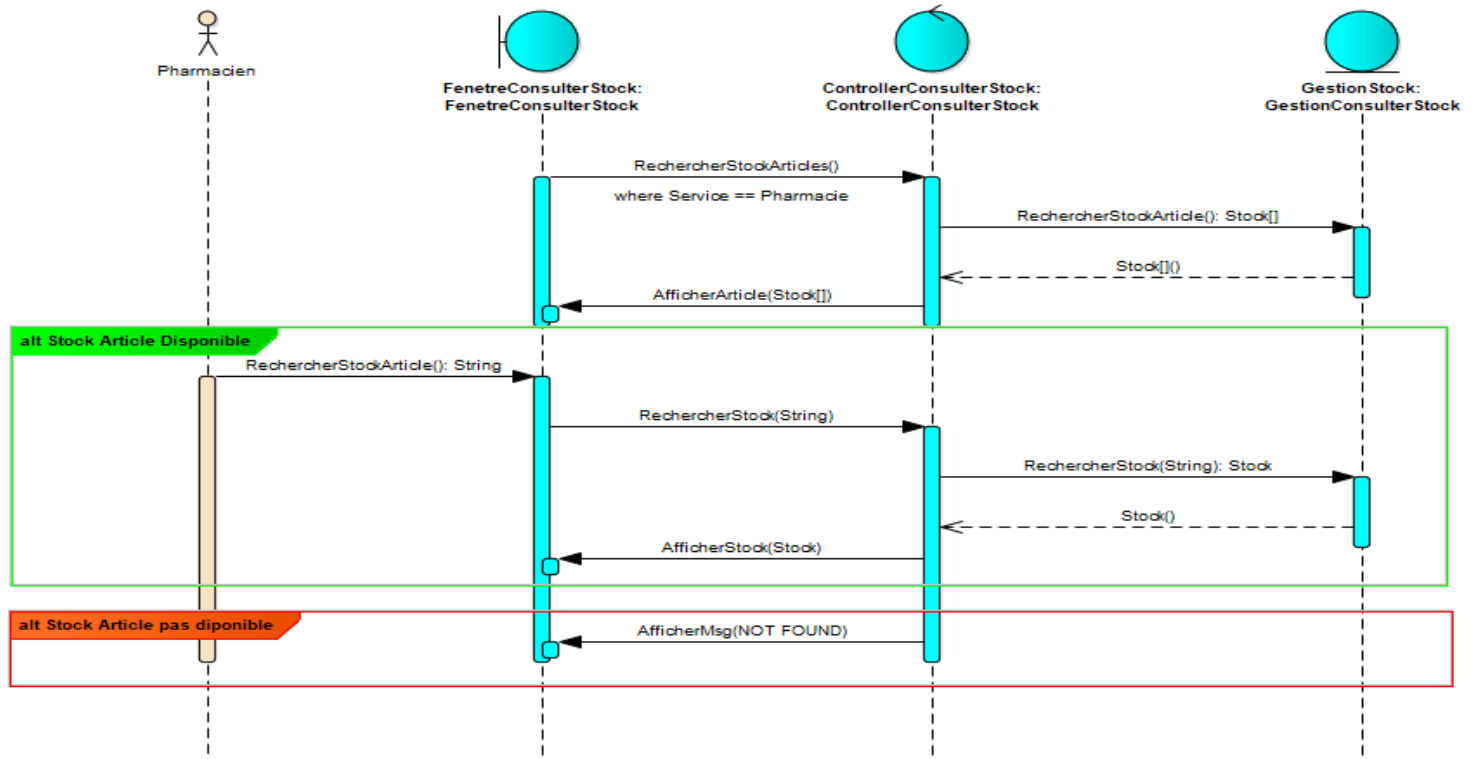 Pharmacien
FenetreConsulterStock:
FenetreConsulterStock
ControllerConsulterStock:
ControllerConsulterStock
GestionStock:
GestionConsulterStock
RechercherStockArticles()
where Service == Pharmacie
RechercherStockArticle(): Stock[]
Stock[]()
AfficherArticle(Stock[])
alt Stock Article Disponible
RechercherStockArticle(): String
RechercherStock(String)
RechercherStock(String): Stock
Stock()
AfficherStock(Stock)
alt Stock Article pas diponible
AfficherMsg(NOT FOUND)